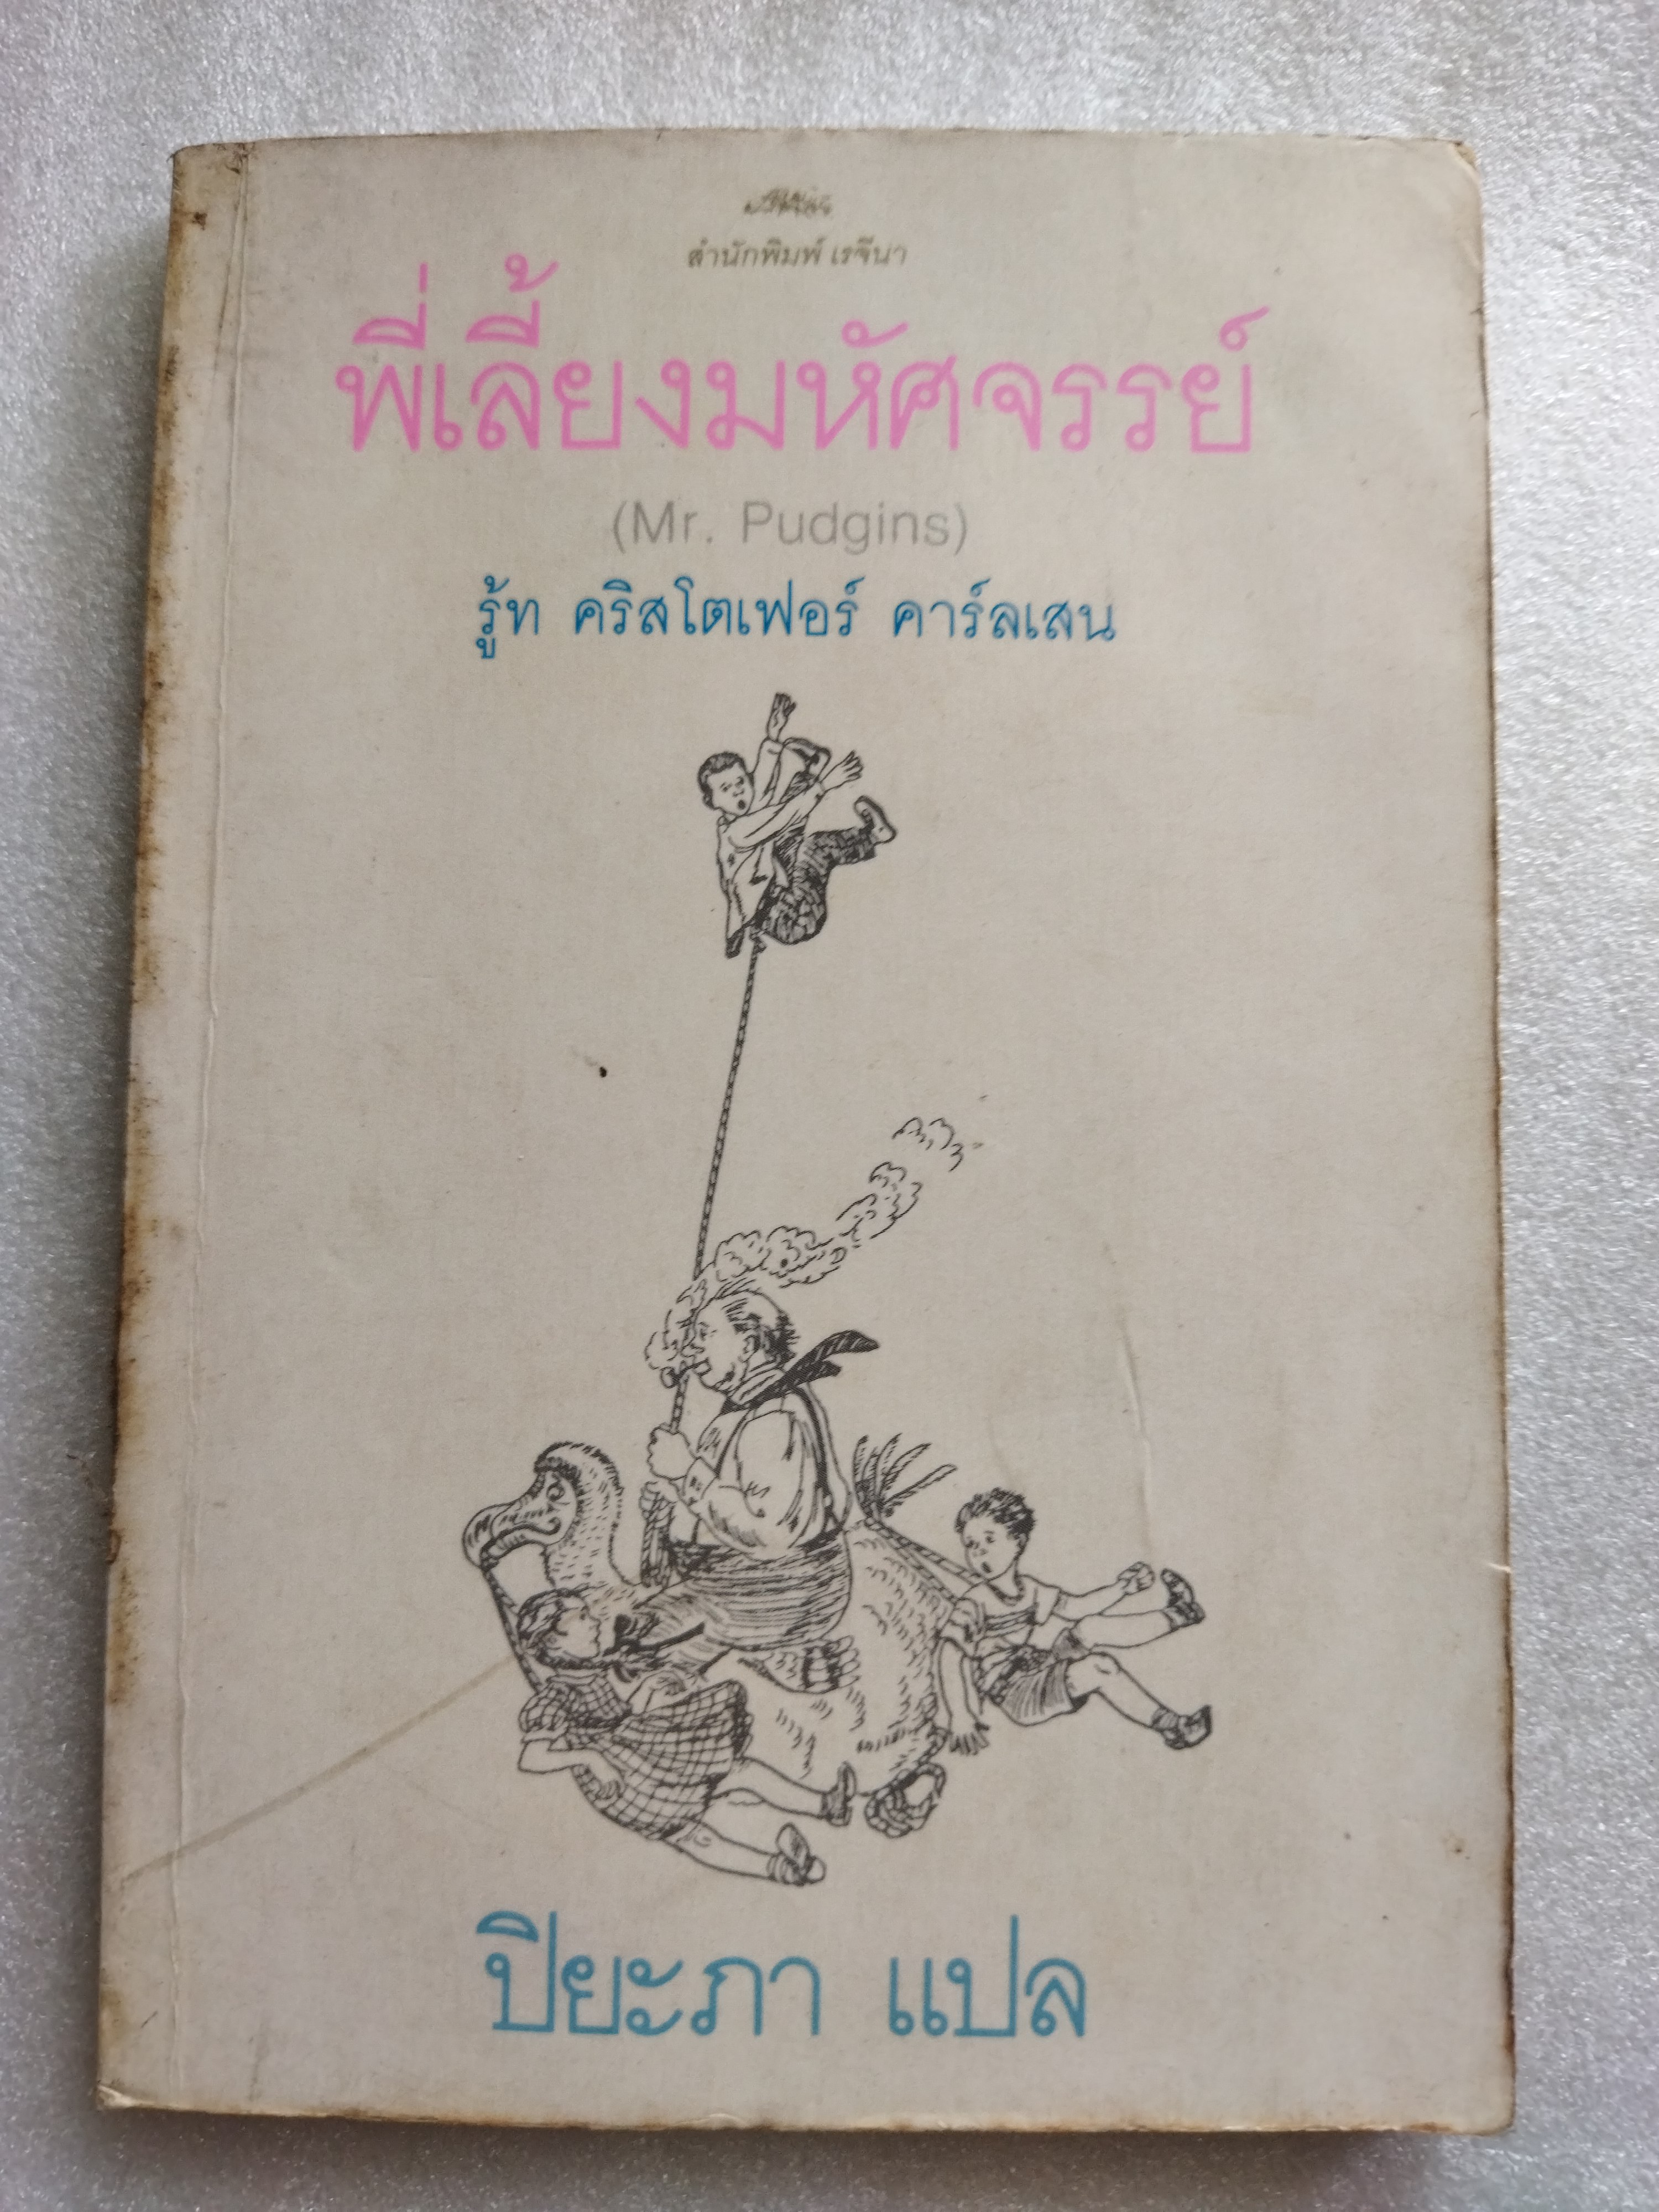 สำนักพิมพ์ เรจีนา
พี่เลี้ยงมหัศจรรย์
(Mr. Pudgins)
รู้ท คริสโตเฟอร์ คาร์ลเสน
ปิยะภา แปล